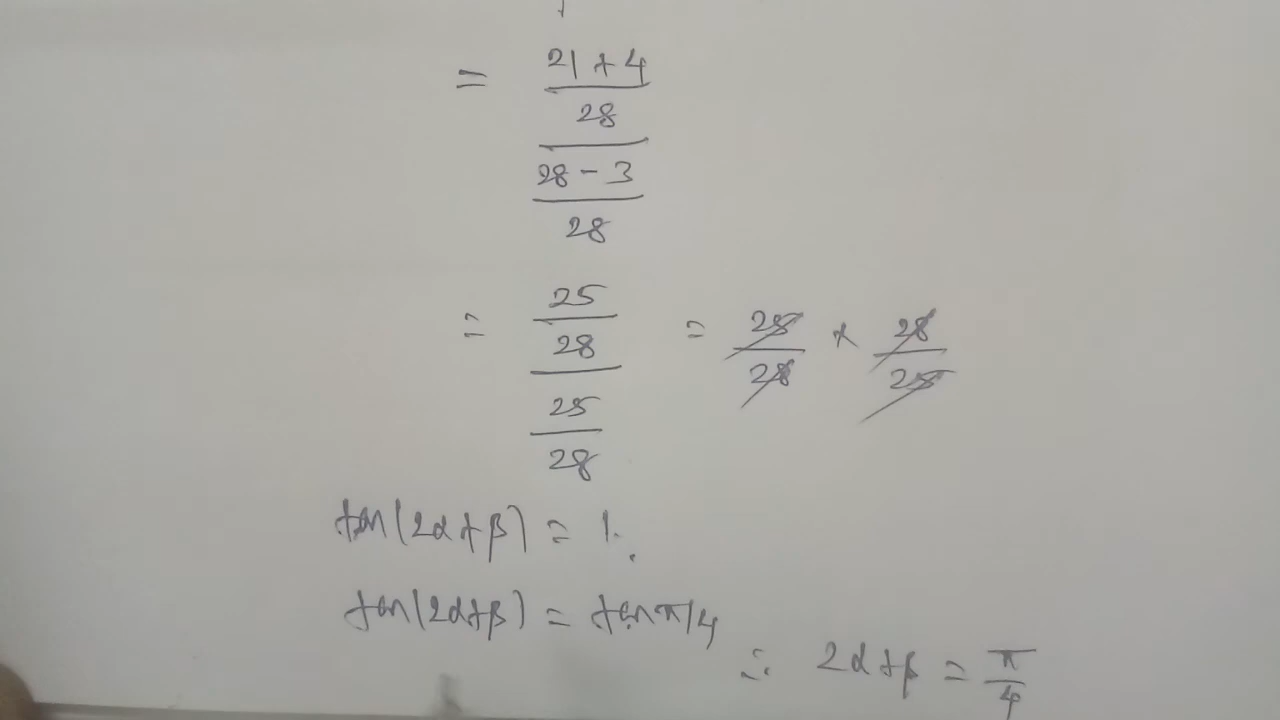 = 21 + 4
28
28 - 3
28
= 25
28
25
28
= 25/28 × 28/25
tan(2α+β) = 1.
tan(2α+β) = tan π/4
∴ 2α+β = π/4